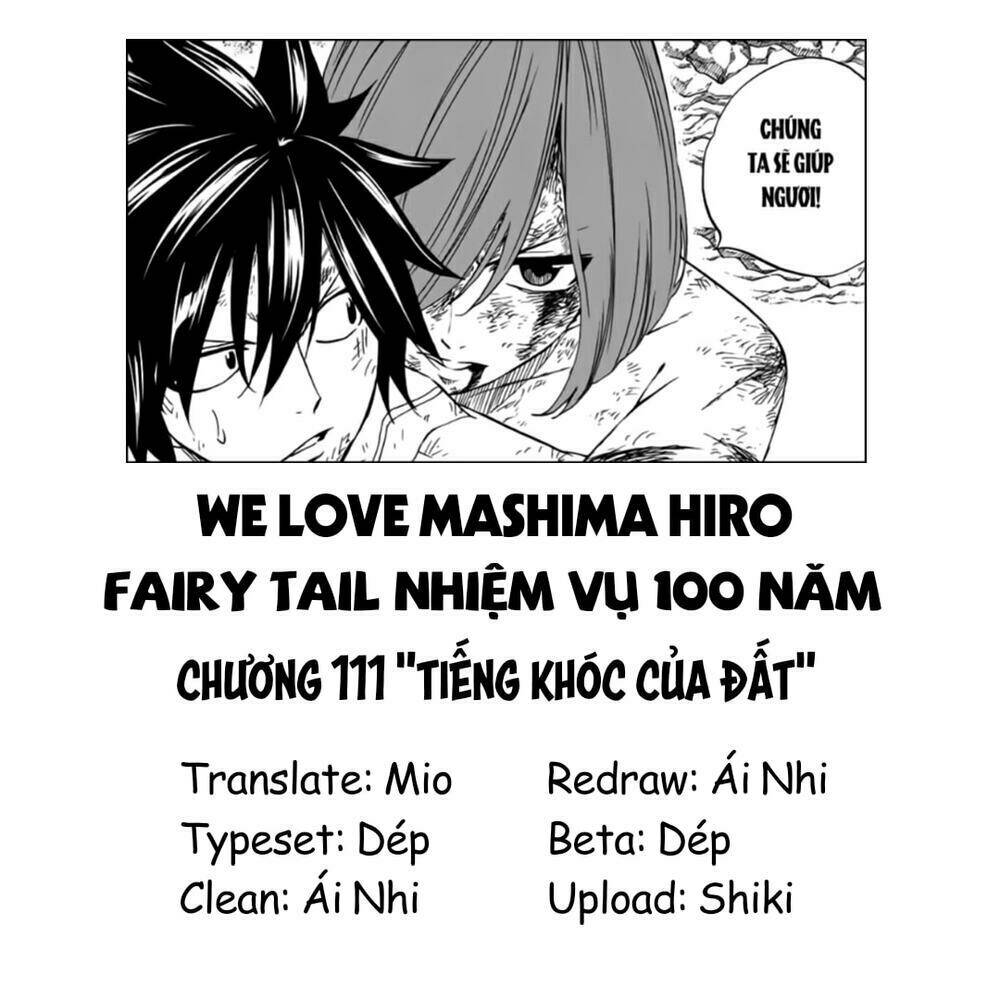 CHÚNG
TA SẼ GIÚP
NGƯƠI!
WE LOVE MASHIMA HIRO
FAIRY TAIL NHIỆM VỤ 100 NĂM
CHƯƠNG 111 "TIẾNG KHÓC CỦA ĐẤT"
Translate: Mio
Redraw: Ái Nhi
Typeset: Dép
Beta: Dép
Clean: Ái Nhi
Upload: Shiki